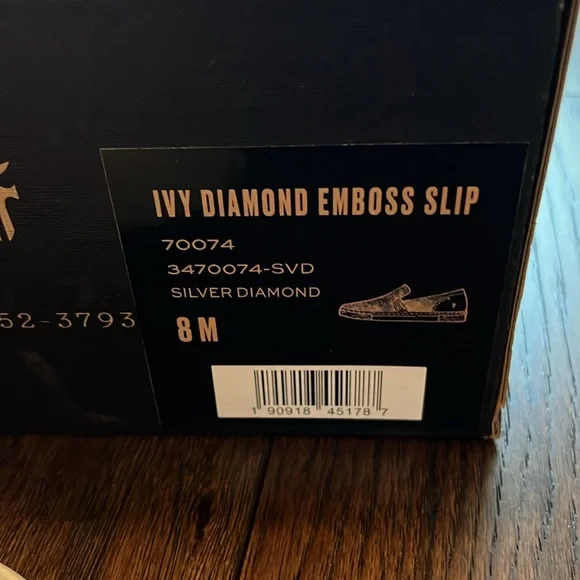 IVY DIAMOND EMBOSS SLIP
70074
3470074-SVD
SILVER DIAMOND
52-3793
8 M
1 90918 45178 7